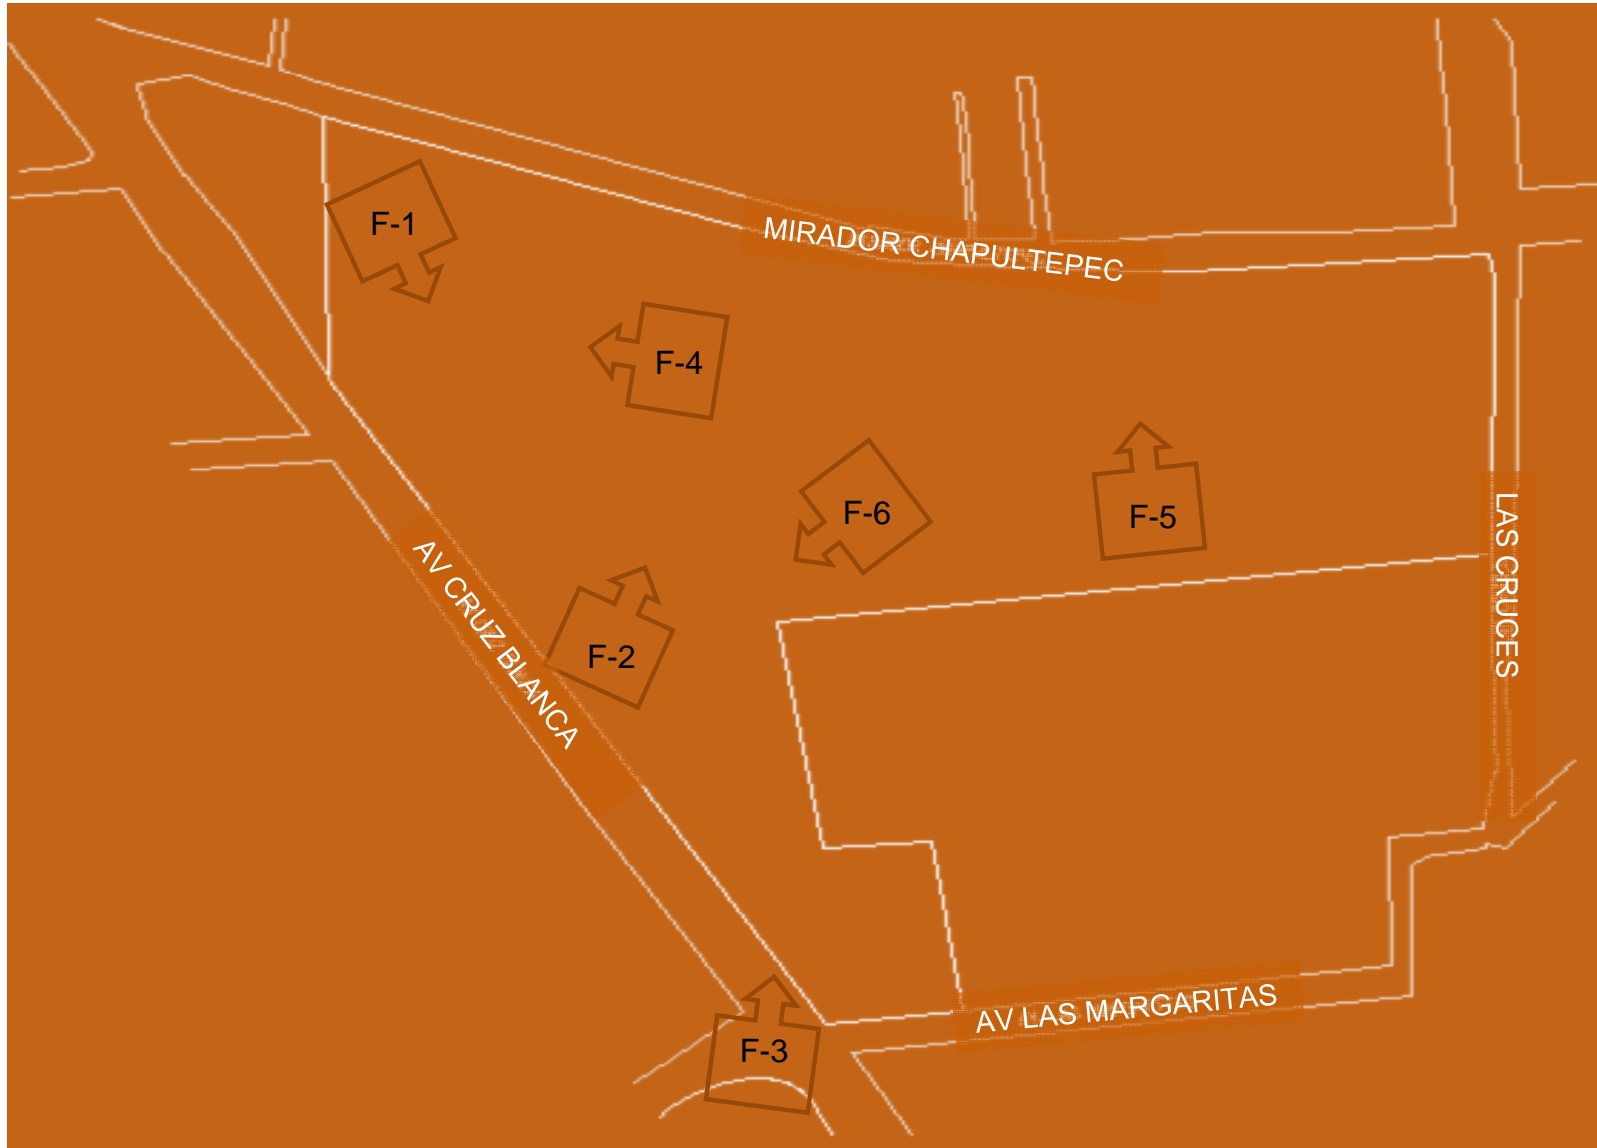 F-1
MIRADOR CHAPULTEPEC
F-4
F-6
F-5
LAS CRUCES
AV CRUZ BLANCA
F-2
AV LAS MARGARITAS
F-3